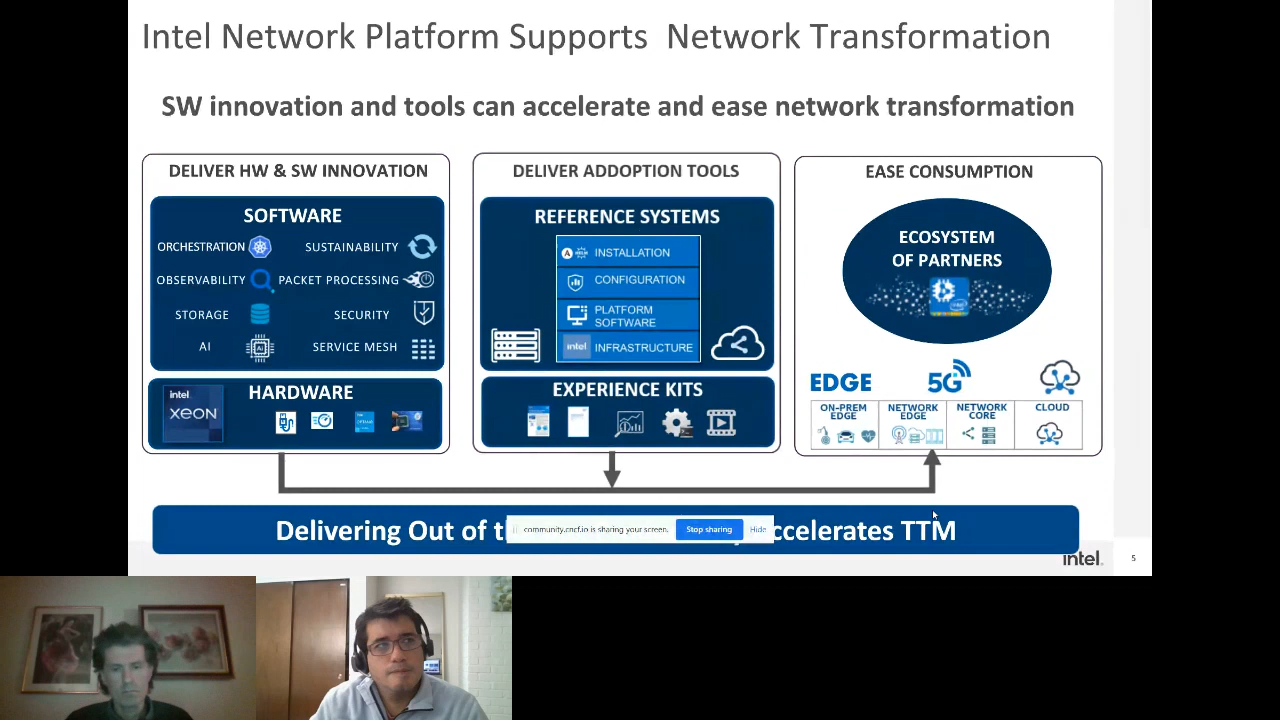 Intel Network Platform Supports Network Transformation
SW innovation and tools can accelerate and ease network transformation
DELIVER HW & SW INNOVATION
SOFTWARE
ORCHESTRATION
SUSTAINABILITY
OBSERVABILITY
PACKET PROCESSING
STORAGE
SECURITY
AI
SERVICE MESH
HARDWARE
intel
XEON
DELIVER ADDOPTION TOOLS
REFERENCE SYSTEMS
INSTALLATION
CONFIGURATION
PLATFORM
SOFTWARE
intel
INFRASTRUCTURE
EXPERIENCE KITS
EASE CONSUMPTION
ECOSYSTEM
OF PARTNERS
EDGE
5G
ON-PREM
EDGE
NETWORK
EDGE
NETWORK
CORE
CLOUD
Delivering Out of
accelerates TTM
community.cncf.io is sharing your screen.
Stop sharing
Hide
intel.
5